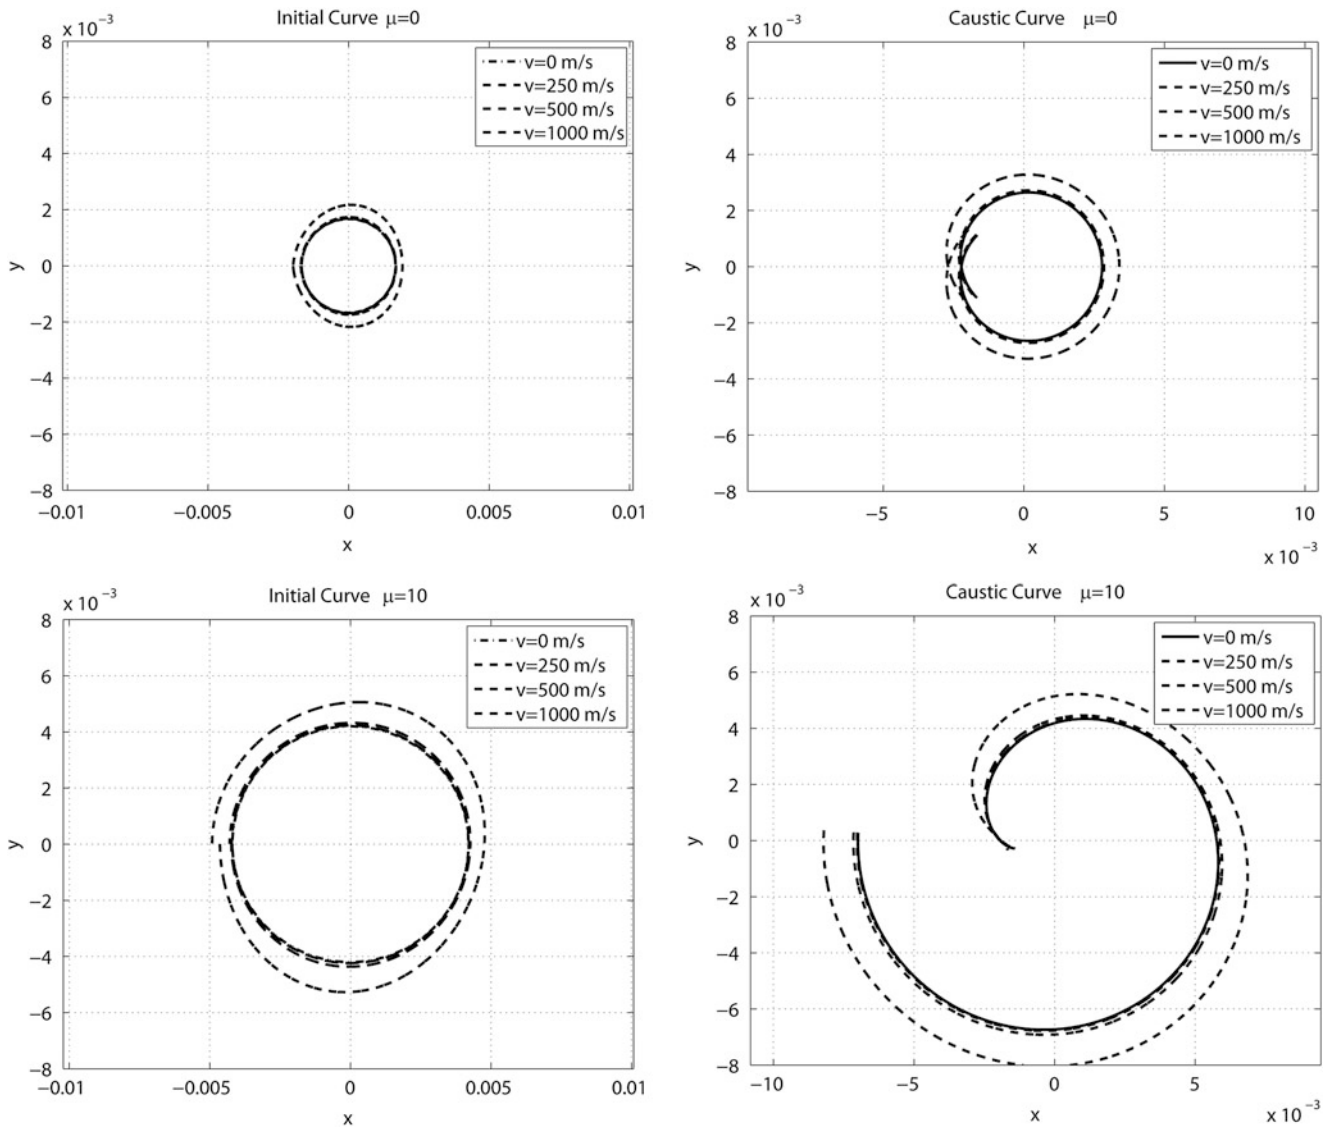 Initial Curve μ=0
x 10 −3
8
6
4
2
0
−2
−4
−6
−8
y
v=0 m/s
v=250 m/s
v=500 m/s
v=1000 m/s
−0.01 −0.005 0 0.005 0.01
x
Caustic Curve μ=0
x 10 −3
8
6
4
2
0
−2
−4
−6
−8
y
v=0 m/s
v=250 m/s
v=500 m/s
v=1000 m/s
−5 0 5 10
x
x 10 −3
Initial Curve μ=10
x 10 −3
8
6
4
2
0
−2
−4
−6
−8
y
v=0 m/s
v=250 m/s
v=500 m/s
v=1000 m/s
−0.01 −0.005 0 0.005 0.01
x
Caustic Curve μ=10
x 10 −3
8
6
4
2
0
−2
−4
−6
−8
y
v=0 m/s
v=250 m/s
v=500 m/s
v=1000 m/s
−10 −5 0 5
x
x 10 −3